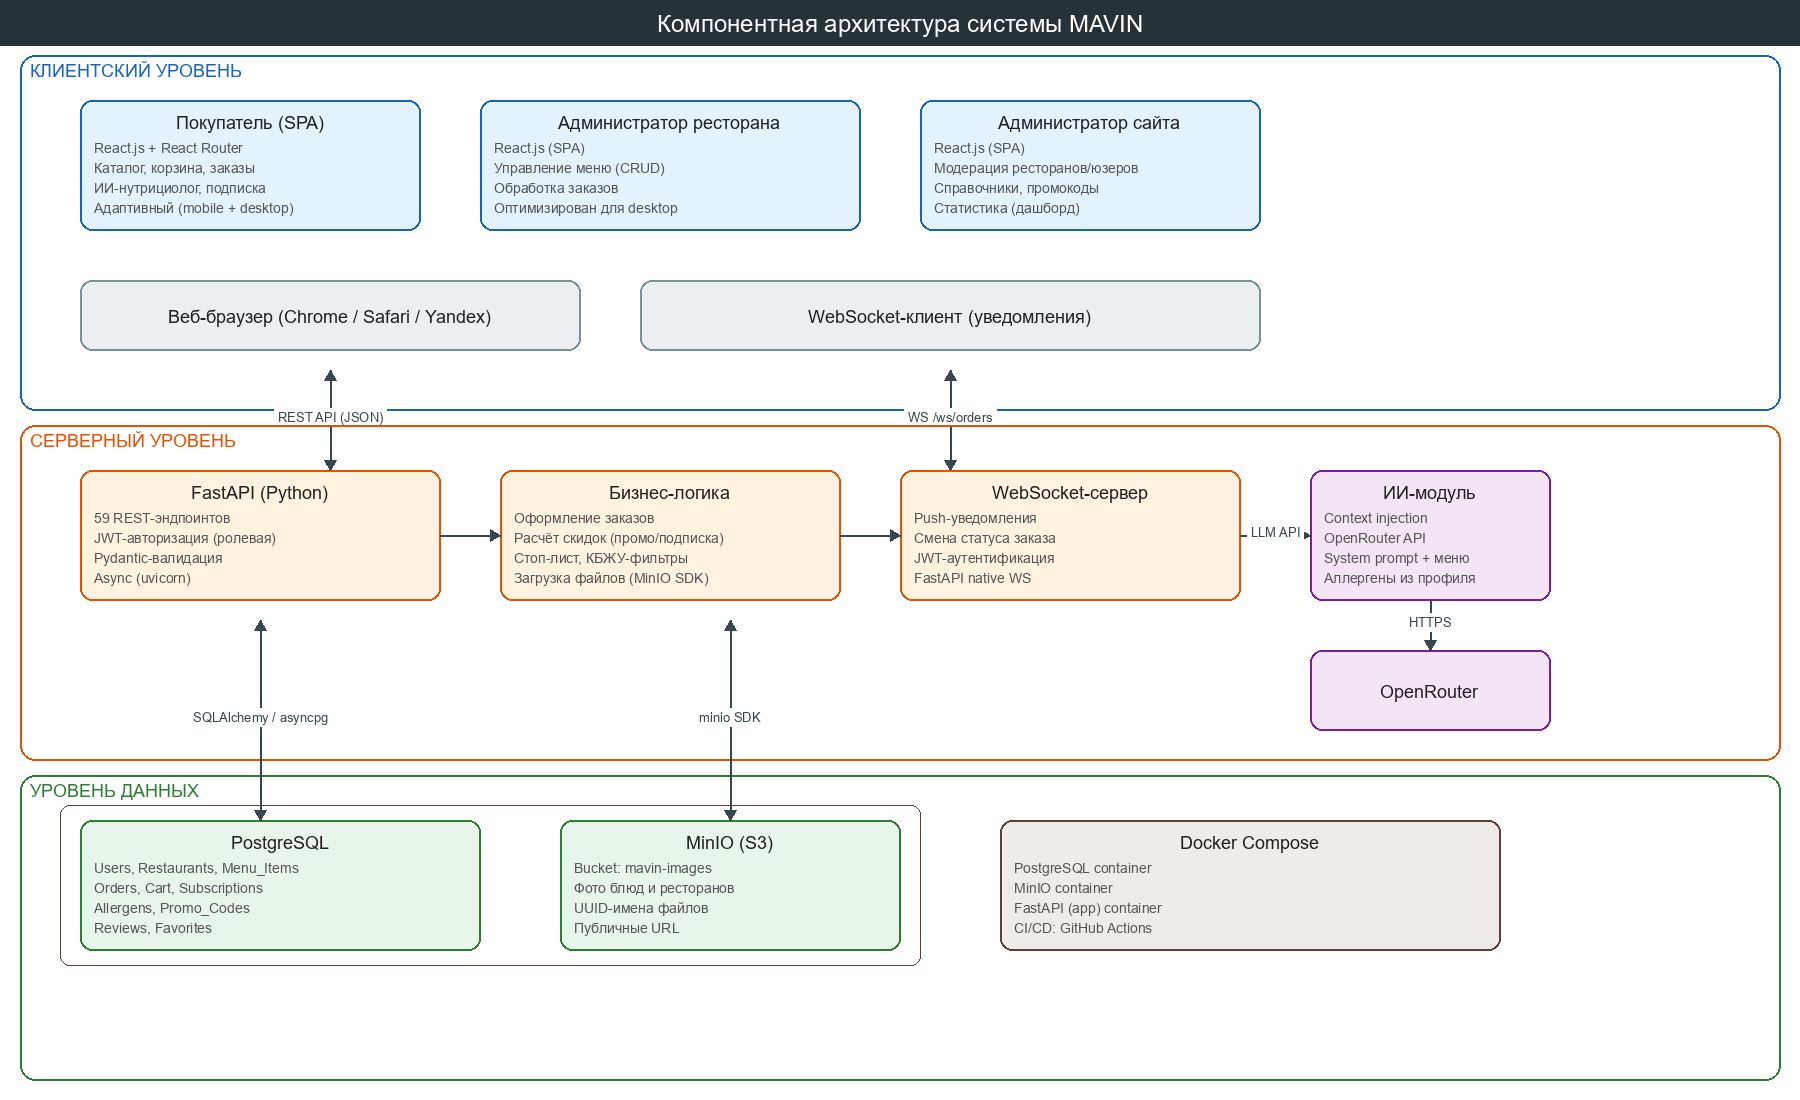 Компонентная архитектура системы MAVIN
КЛИЕНТСКИЙ УРОВЕНЬ
Покупатель (SPA)
React.js + React Router
Каталог, корзина, заказы
ИИ-нутрициолог, подписка
Адаптивный (mobile + desktop)
Администратор ресторана
React.js (SPA)
Управление меню (CRUD)
Обработка заказов
Оптимизирован для desktop
Администратор сайта
React.js (SPA)
Модерация ресторанов/юзеров
Справочники, промокоды
Статистика (дашборд)
Веб-браузер (Chrome / Safari / Yandex)
WebSocket-клиент (уведомления)
REST API (JSON)
WS /ws/orders
СЕРВЕРНЫЙ УРОВЕНЬ
FastAPI (Python)
59 REST-эндпоинтов
JWT-авторизация (ролевая)
Pydantic-валидация
Async (uvicorn)
Бизнес-логика
Оформление заказов
Расчёт скидок (промо/подписка)
Стоп-лист, КБЖУ-фильтры
Загрузка файлов (MinIO SDK)
WebSocket-сервер
Push-уведомления
Смена статуса заказа
JWT-аутентификация
FastAPI native WS
LLM API
ИИ-модуль
Context injection
OpenRouter API
System prompt + меню
Аллергены из профиля
HTTPS
OpenRouter
SQLAlchemy / asyncpg
minio SDK
УРОВЕНЬ ДАННЫХ
PostgreSQL
Users, Restaurants, Menu_Items
Orders, Cart, Subscriptions
Allergens, Promo_Codes
Reviews, Favorites
MinIO (S3)
Bucket: mavin-images
Фото блюд и ресторанов
UUID-имена файлов
Публичные URL
Docker Compose
PostgreSQL container
MinIO container
FastAPI (app) container
CI/CD: GitHub Actions